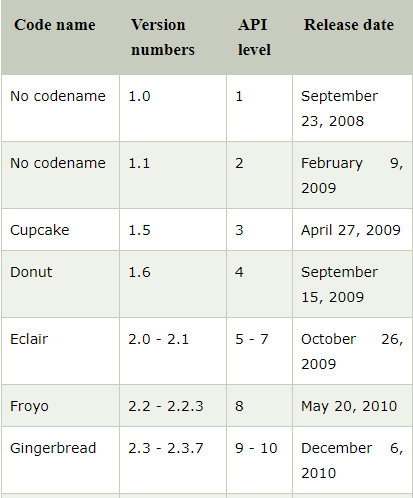 Code name Version numbers API level Release date
No codename 1.0 1 September 23, 2008
No codename 1.1 2 February 9, 2009
Cupcake 1.5 3 April 27, 2009
Donut 1.6 4 September 15, 2009
Eclair 2.0 - 2.1 5 - 7 October 26, 2009
Froyo 2.2 - 2.2.3 8 May 20, 2010
Gingerbread 2.3 - 2.3.7 9 - 10 December 6, 2010